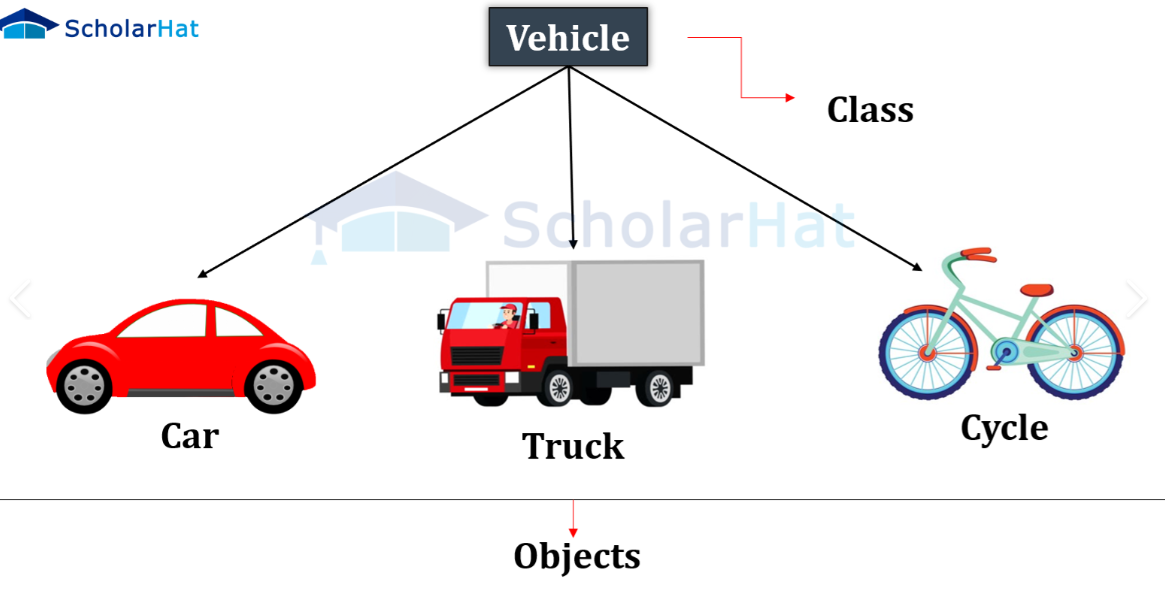 ScholarHat
Vehicle
Class
ScholarHat
Car
Truck
Cycle
Objects